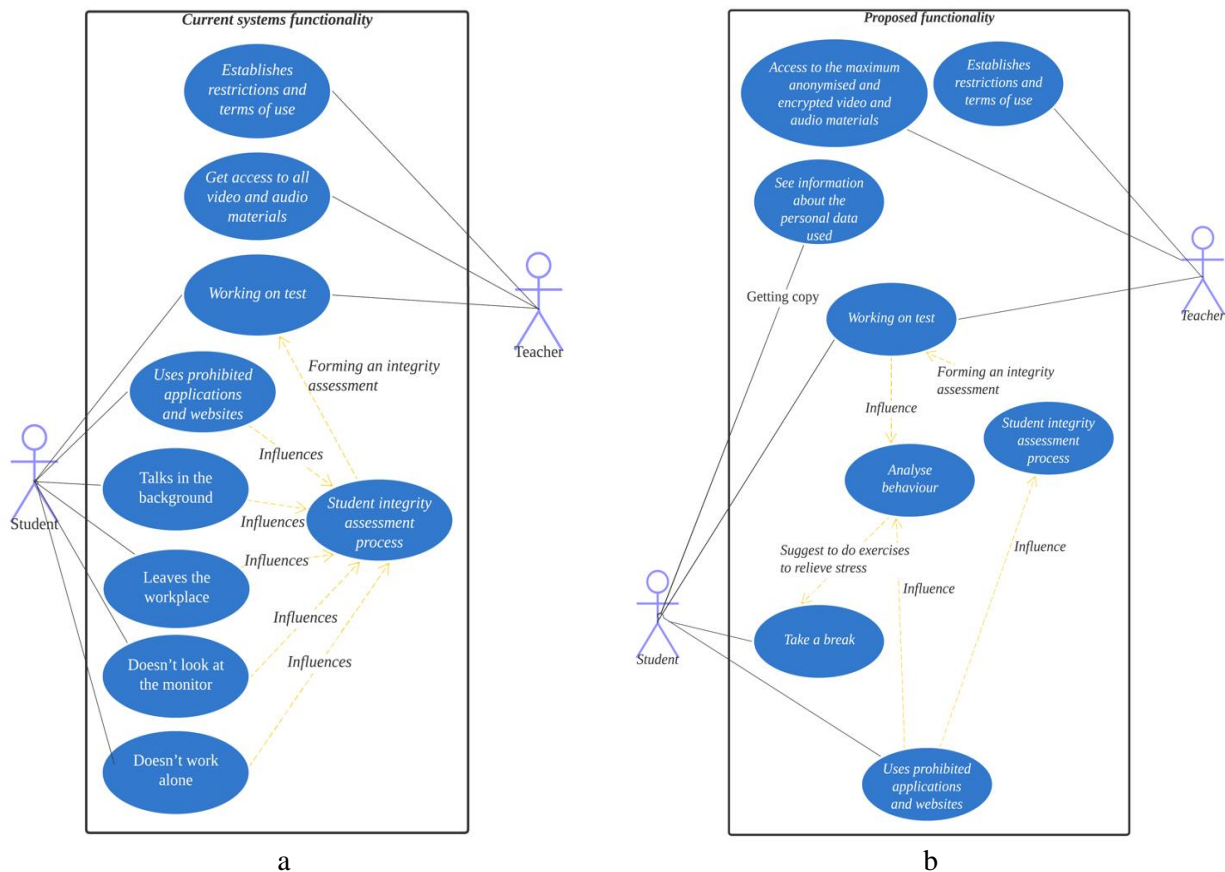 Current systems functionality
Establishes
restrictions and
terms of use
Get access to all
video and audio
materials
Working on test
Teacher
Forming an integrity
assessment
Uses prohibited
applications
and websites
Influences
Talks in the
background
Influences
Student
Student integrity
assessment
process
Influences
Leaves the
workplace
Influences
Doesn't look at
the monitor
Influences
Doesn't work
alone
a
Proposed functionality
Access to the maximum
anonymised and
encrypted video and
audio materials
Establishes
restrictions and
terms of use
See information
about the
personal data
used
Getting copy
Working on test
Teacher
Forming an integrity
assessment
Influence
Student integrity
assessment
process
Analyse
behaviour
Suggest to do exercises
to relieve stress
Influence
Influence
Take a break
Student
Uses prohibited
applications
and websites
b